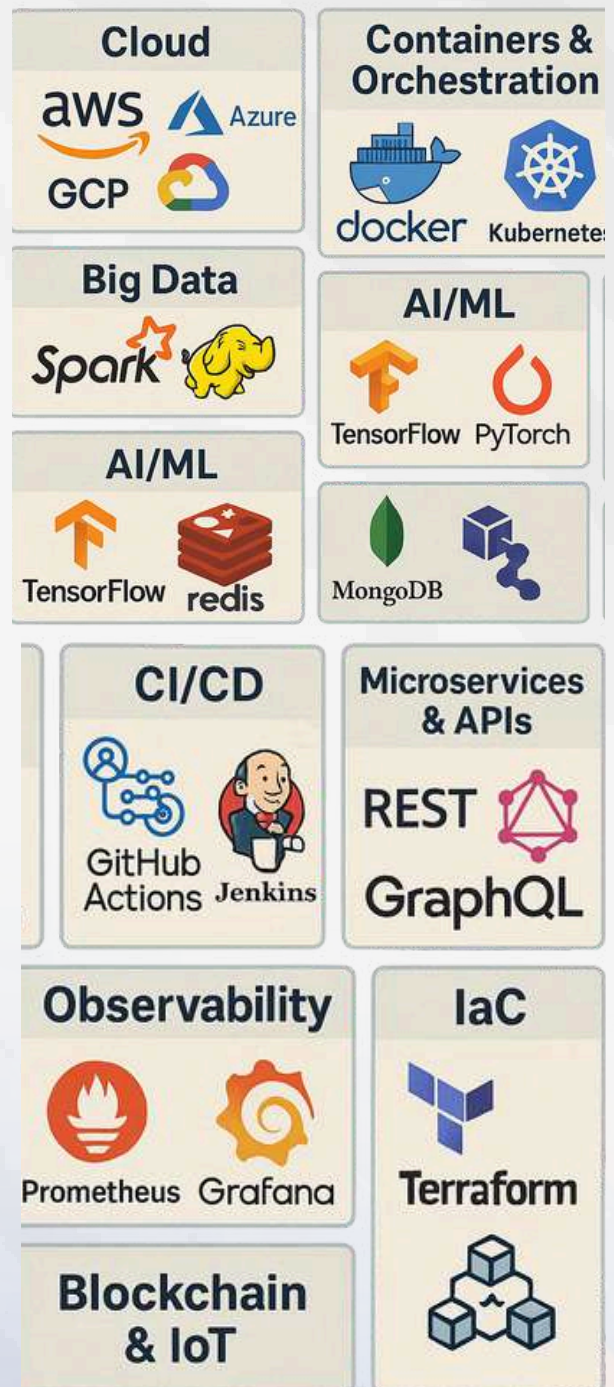 Cloud
aws
Azure
GCP
Containers &
Orchestration
docker
Kubernetes
Big Data
Spark
AI/ML
TensorFlow
PyTorch
AI/ML
TensorFlow
redis
MongoDB
CI/CD
GitHub
Actions
Jenkins
Microservices
& APIs
REST
GraphQL
Observability
Prometheus
Grafana
IaC
Terraform
Blockchain
& IoT